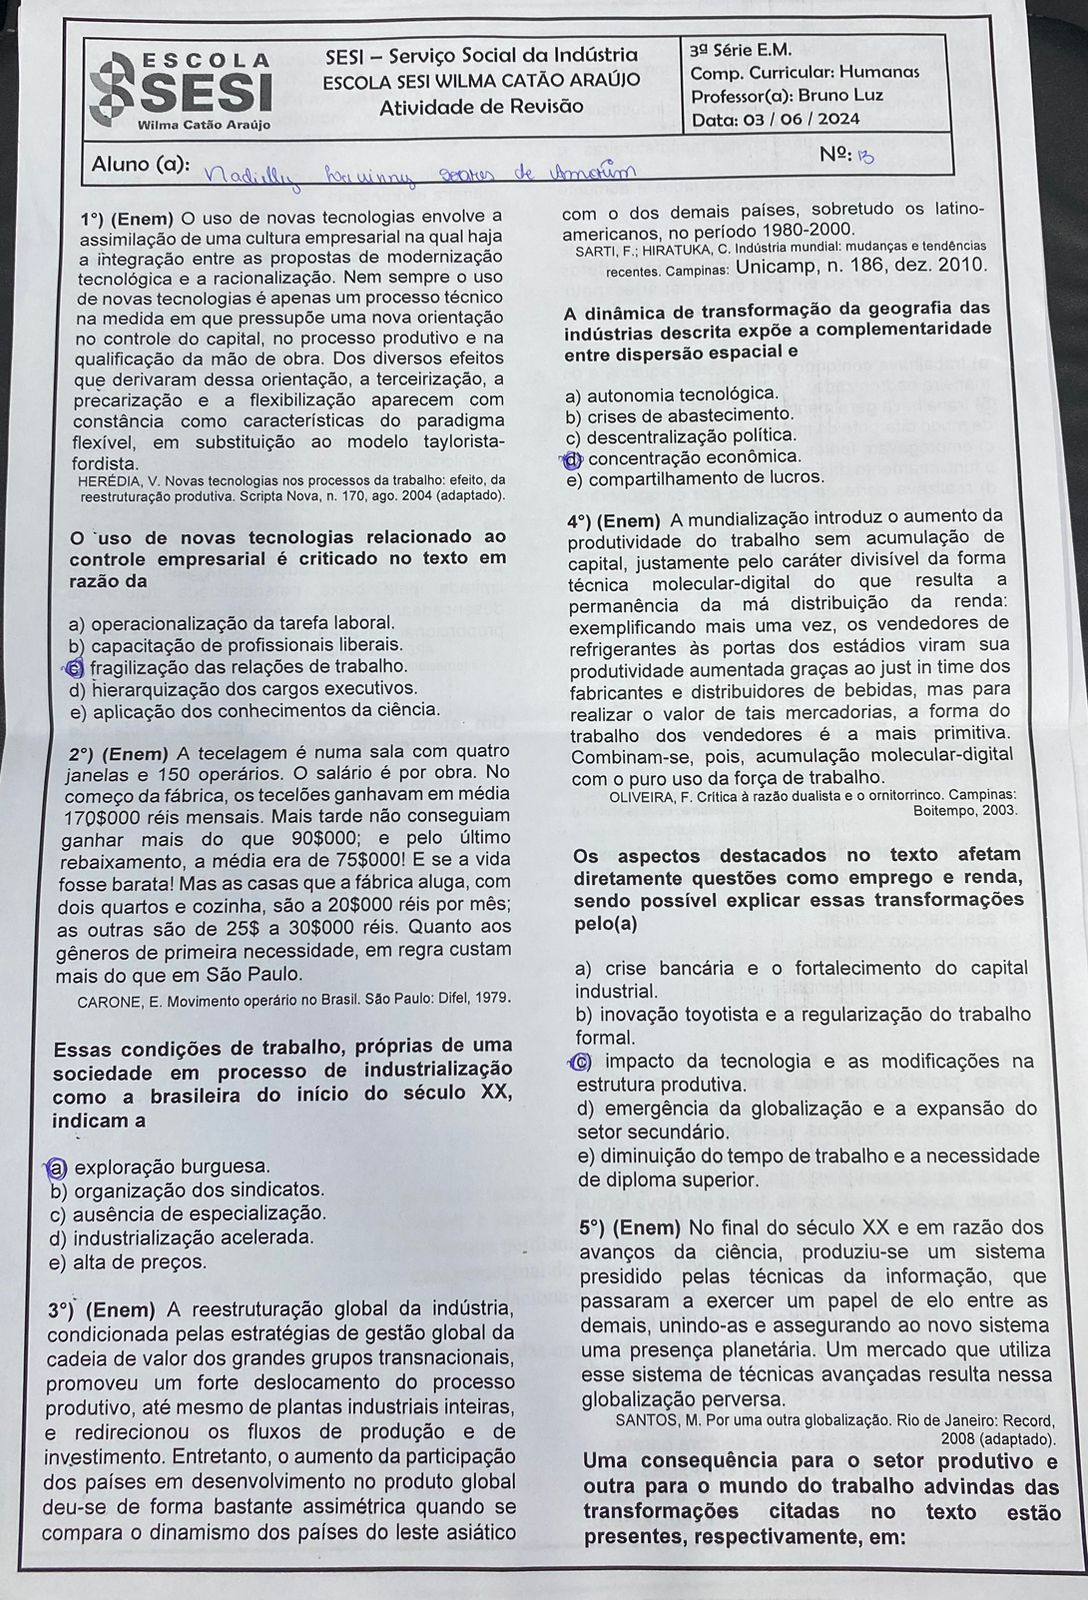 ESCOLA
SESI
Wilma Catão Araújo
SESI – Serviço Social da Indústria
ESCOLA SESI WILMA CATÃO ARAÚJO
Atividade de Revisão
3ª Série E.M.
Comp. Curricular: Humanas
Professor(a): Bruno Luz
Data: 03 / 06 / 2024
Aluno (a): Nadielly soares de Amorim
Nº: 13
1°) (Enem) O uso de novas tecnologias envolve a
assimilação de uma cultura empresarial na qual haja
a integração entre as propostas de modernização
tecnológica e a racionalização. Nem sempre o uso
de novas tecnologias é apenas um processo técnico
na medida em que pressupõe uma nova orientação
no controle do capital, no processo produtivo e na
qualificação da mão de obra. Dos diversos efeitos
que derivaram dessa orientação, a terceirização, a
precarização e a flexibilização aparecem com
constância como características do paradigma
flexível, em substituição ao modelo taylorista-
fordista.
HERÉDIA, V. Novas tecnologias nos processos da trabalho: efeito, da
reestruturação produtiva. Scripta Nova, n. 170, ago. 2004 (adaptado).
O uso de novas tecnologias relacionado ao
controle empresarial é criticado no texto em
razão da
a) operacionalização da tarefa laboral.
b) capacitação de profissionais liberais.
c) fragilização das relações de trabalho.
d) hierarquização dos cargos executivos.
e) aplicação dos conhecimentos da ciência.
2°) (Enem) A tecelagem é numa sala com quatro
janelas e 150 operários. O salário é por obra. No
começo da fábrica, os tecelões ganhavam em média
170$000 réis mensais. Mais tarde não conseguiam
ganhar mais do que 90$000; e pelo último
rebaixamento, a média era de 75$000! E se a vida
fosse barata! Mas as casas que a fábrica aluga, com
dois quartos e cozinha, são a 20$000 réis por mês;
as outras são de 25$ a 30$000 réis. Quanto aos
gêneros de primeira necessidade, em regra custam
mais do que em São Paulo.
CARONE, E. Movimento operário no Brasil. São Paulo: Difel, 1979.
Essas condições de trabalho, próprias de uma
sociedade em processo de industrialização
como a brasileira do início do século XX,
indicam a
a) exploração burguesa.
b) organização dos sindicatos.
c) ausência de especialização.
d) industrialização acelerada.
e) alta de preços.
3°) (Enem) A reestruturação global da indústria,
condicionada pelas estratégias de gestão global da
cadeia de valor dos grandes grupos transnacionais,
promoveu um forte deslocamento do processo
produtivo, até mesmo de plantas industriais inteiras,
e redirecionou os fluxos de produção e de
investimento. Entretanto, o aumento da participação
dos países em desenvolvimento no produto global
deu-se de forma bastante assimétrica quando se
compara o dinamismo dos países do leste asiático
com o dos demais países, sobretudo os latino-
americanos, no período 1980-2000.
SARTI, F.; HIRATUKA, C. Indústria mundial: mudanças e tendências
recentes. Campinas: Unicamp, n. 186, dez. 2010.
A dinâmica de transformação da geografia das
indústrias descrita expõe a complementaridade
entre dispersão espacial e
a) autonomia tecnológica.
b) crises de abastecimento.
c) descentralização política.
d) concentração econômica.
e) compartilhamento de lucros.
4°) (Enem) A mundialização introduz o aumento da
produtividade do trabalho sem acumulação de
capital, justamente pelo caráter divisível da forma
técnica molecular-digital do que resulta a
permanência da má distribuição da renda:
exemplificando mais uma vez, os vendedores de
refrigerantes às portas dos estádios viram sua
produtividade aumentada graças ao just in time dos
fabricantes e distribuidores de bebidas, mas para
realizar o valor de tais mercadorias, a forma do
trabalho dos vendedores é a mais primitiva.
Combinam-se, pois, acumulação molecular-digital
com o puro uso da força de trabalho.
OLIVEIRA, F. Crítica à razão dualista e o ornitorrinco. Campinas:
Boitempo, 2003.
Os aspectos destacados no texto afetam
diretamente questões como emprego e renda,
sendo possível explicar essas transformações
pelo(a)
a) crise bancária e o fortalecimento do capital
industrial.
b) inovação toyotista e a regularização do trabalho
formal.
c) impacto da tecnologia e as modificações na
estrutura produtiva.
d) emergência da globalização e a expansão do
setor secundário.
e) diminuição do tempo de trabalho e a necessidade
de diploma superior.
5°) (Enem) No final do século XX e em razão dos
avanços da ciência, produziu-se um sistema
presidido pelas técnicas da informação, que
passaram a exercer um papel de elo entre as
demais, unindo-as e assegurando ao novo sistema
uma presença planetária. Um mercado que utiliza
esse sistema de técnicas avançadas resulta nessa
globalização perversa.
SANTOS, M. Por uma outra globalização. Rio de Janeiro: Record,
2008 (adaptado).
Uma consequência para o setor produtivo e
outra para o mundo do trabalho advindas das
transformações citadas no texto estão
presentes, respectivamente, em: